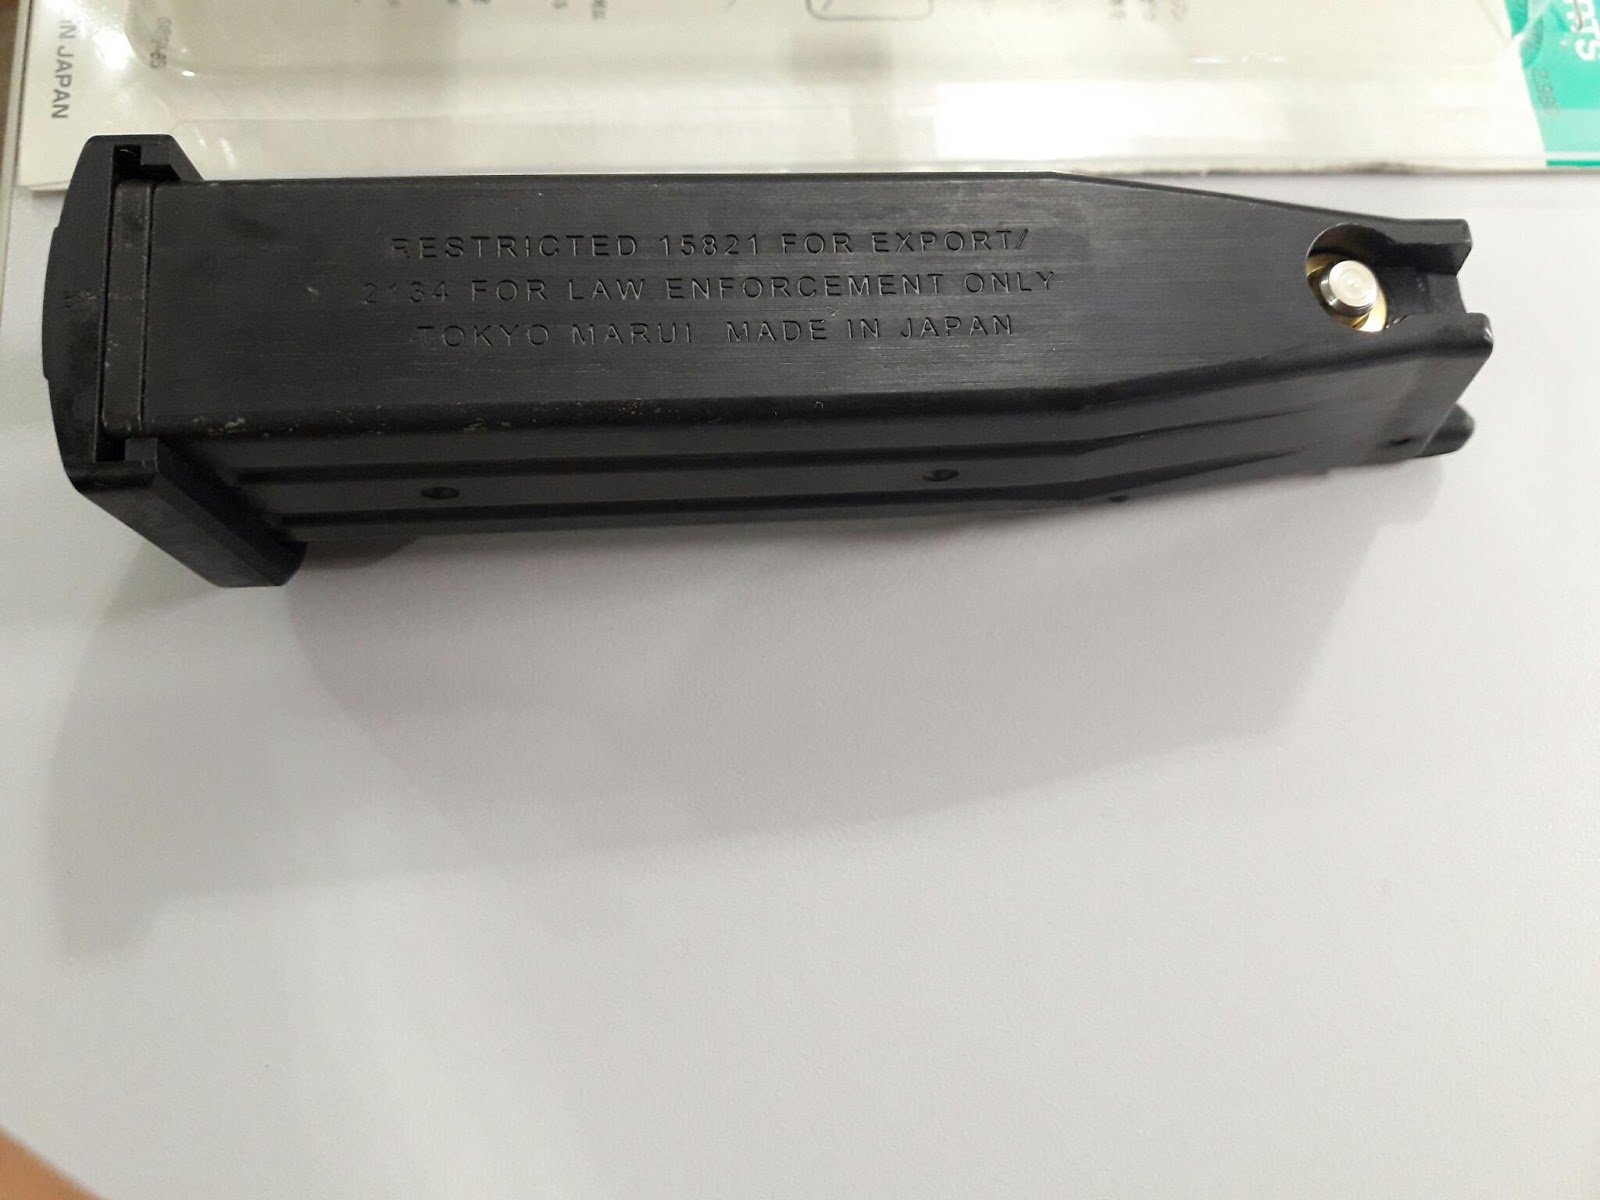 IN JAPAN
RESTRICTED 15821 FOR EXPORT/
2134 FOR LAW ENFORCEMENT ONLY
TOKYO MARUI MADE IN JAPAN